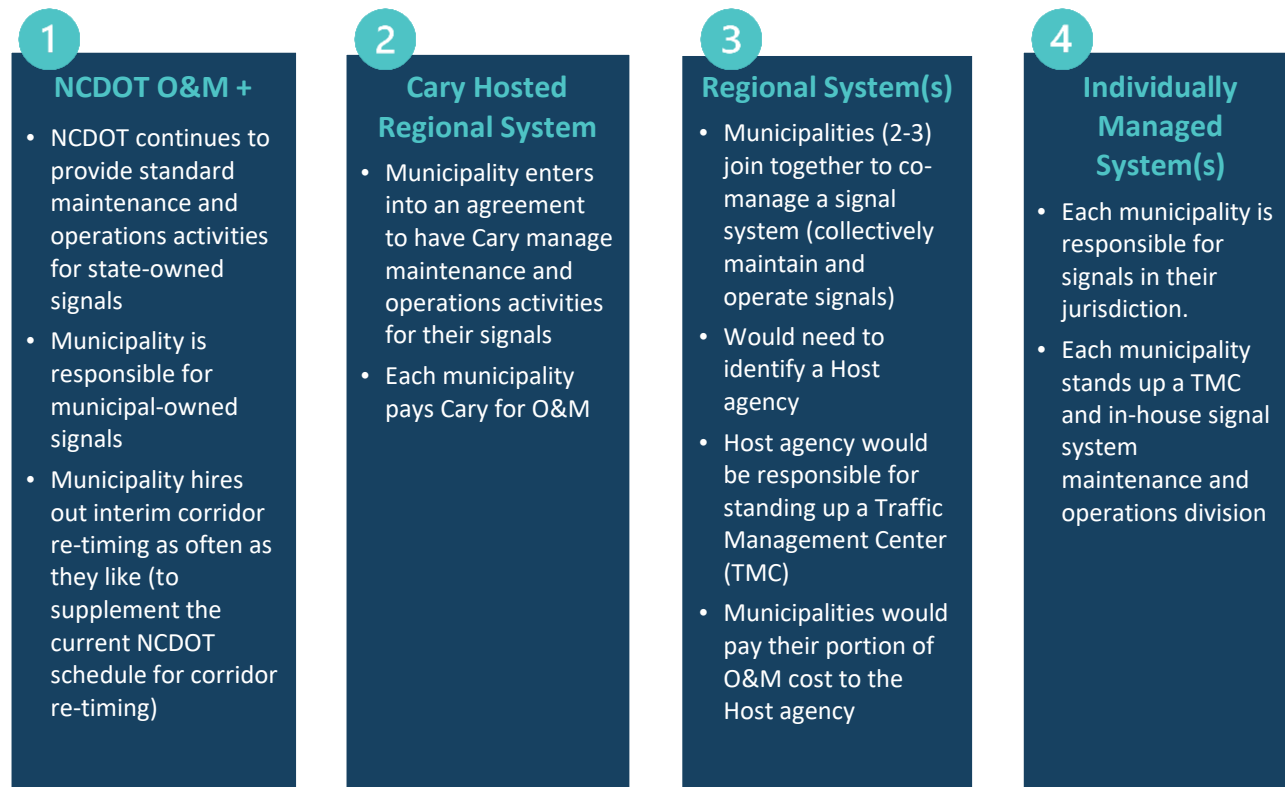 1
NCDOT O&M +
• NCDOT continues to
provide standard
maintenance and
operations activities
for state-owned
signals
• Municipality is
responsible for
municipal-owned
signals
• Municipality hires
out interim corridor
re-timing as often as
they like (to
supplement the
current NCDOT
schedule for corridor
re-timing)
2
Cary Hosted
Regional System
• Municipality enters
into an agreement
to have Cary manage
maintenance and
operations activities
for their signals
• Each municipality
pays Cary for O&M
3
Regional System(s)
• Municipalities (2-3)
join together to co-
manage a signal
system (collectively
maintain and
operate signals)
• Would need to
identify a Host
agency
• Host agency would
be responsible for
standing up a Traffic
Management Center
(TMC)
• Municipalities would
pay their portion of
O&M cost to the
Host agency
4
Individually
Managed
System(s)
• Each municipality is
responsible for
signals in their
jurisdiction.
• Each municipality
stands up a TMC
and in-house signal
system
maintenance and
operations division